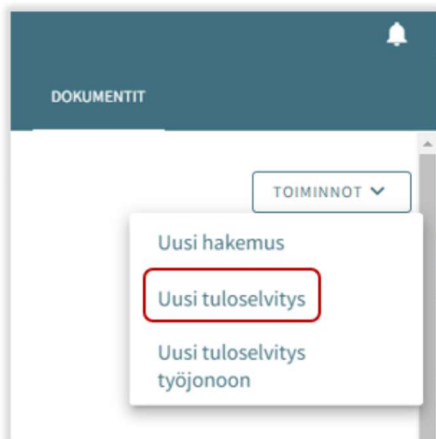 DOKUMENTIT
TOIMINNOT
Uusi hakemus
Uusi tuloselvitys
Uusi tuloselvitys
työjonoon